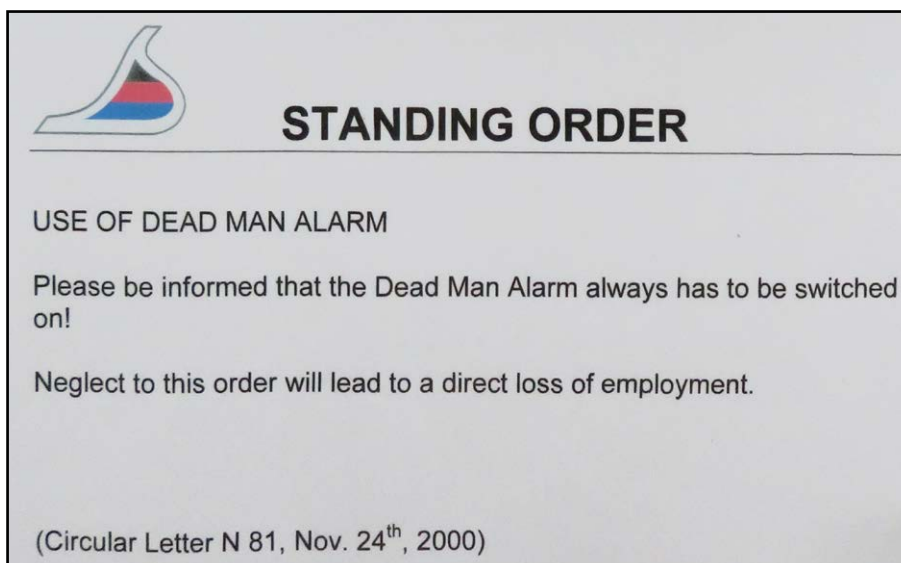 STANDING ORDER
USE OF DEAD MAN ALARM
Please be informed that the Dead Man Alarm always has to be switched
on!
Neglect to this order will lead to a direct loss of employment.
(Circular Letter N 81, Nov. 24th, 2000)